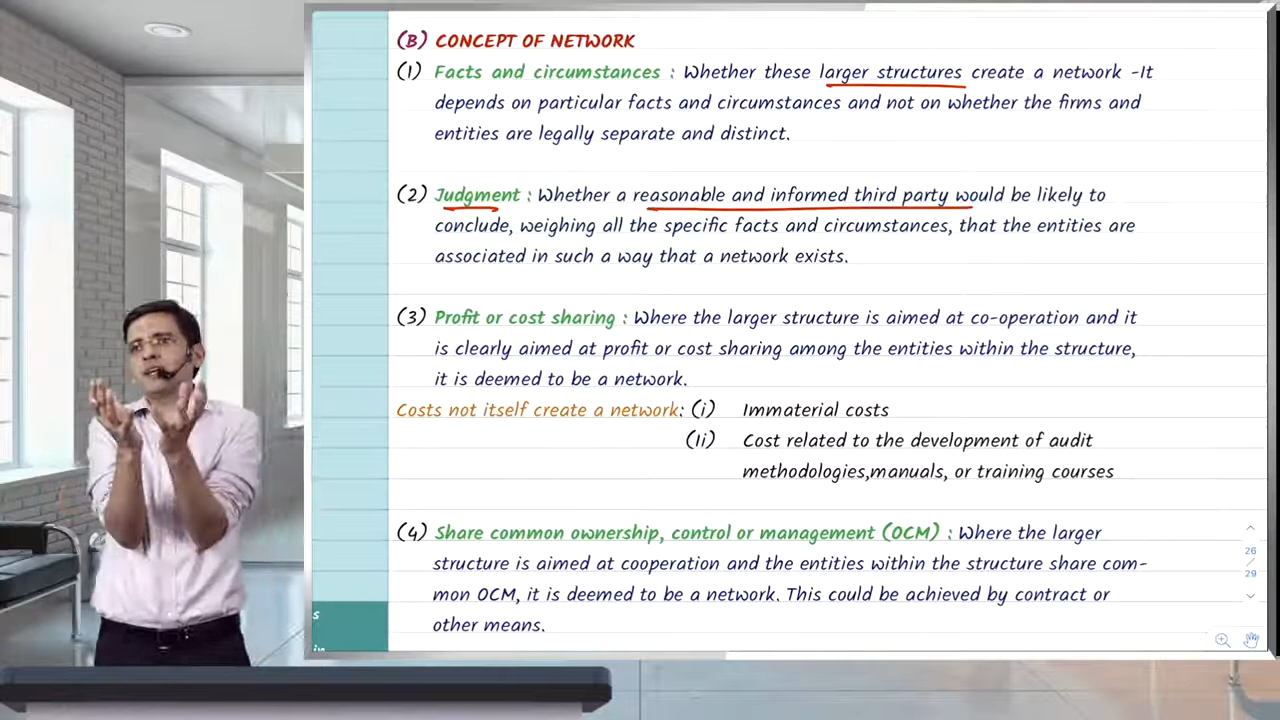 (B) CONCEPT OF NETWORK
(1) Facts and circumstances : Whether these larger structures create a network -It
depends on particular facts and circumstances and not on whether the firms and
entities are legally separate and distinct.
(2) Judgment : Whether a reasonable and informed third party would be likely to
conclude, weighing all the specific facts and circumstances, that the entities are
associated in such a way that a network exists.
(3) Profit or cost sharing : Where the larger structure is aimed at co-operation and it
is clearly aimed at profit or cost sharing among the entities within the structure,
it is deemed to be a network.
Costs not itself create a network: (i) Immaterial costs
(Ii) Cost related to the development of audit
methodologies,manuals, or training courses
(4) Share common ownership, control or management (OCM) : Where the larger
structure is aimed at cooperation and the entities within the structure share com-
mon OCM, it is deemed to be a network. This could be achieved by contract or
other means.
26
/
29
s